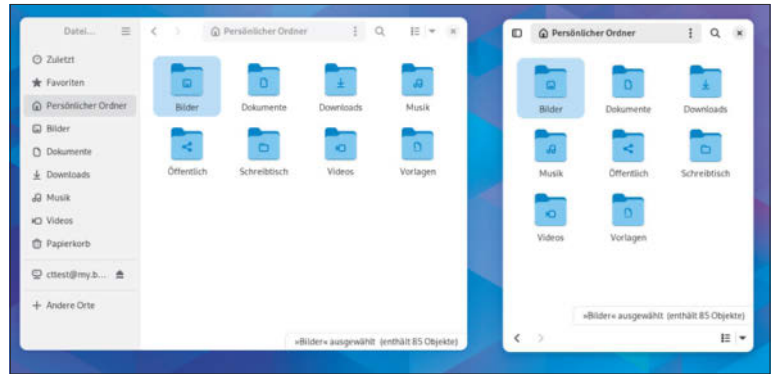 Datei...
Persönlicher Ordner
Zuletzt
Favoriten
Persönlicher Ordner
Bilder
Dokumente
Downloads
Musik
Videos
Papierkorb
cttest@my.b...
Andere Orte
Bilder Dokumente Downloads Musik
Öffentlich Schreibtisch Videos Vorlagen
»Bilder« ausgewählt (enthält 85 Objekte)
Persönlicher Ordner
Bilder Dokumente Downloads
Musik Öffentlich Schreibtisch
Videos Vorlagen
»Bilder« ausgewählt (enthält 85 Objekte)